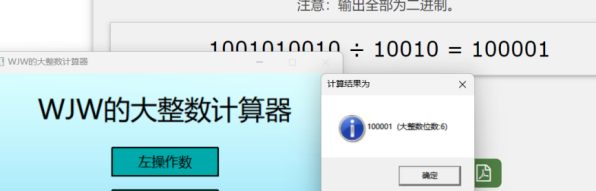 注意：输出全部为二进制。
1001010010 ÷ 10010 = 100001
WJW的大整数计算器
计算结果为
WJW的大整数计算器
100001 (大整数位数:6)
左操作数
确定